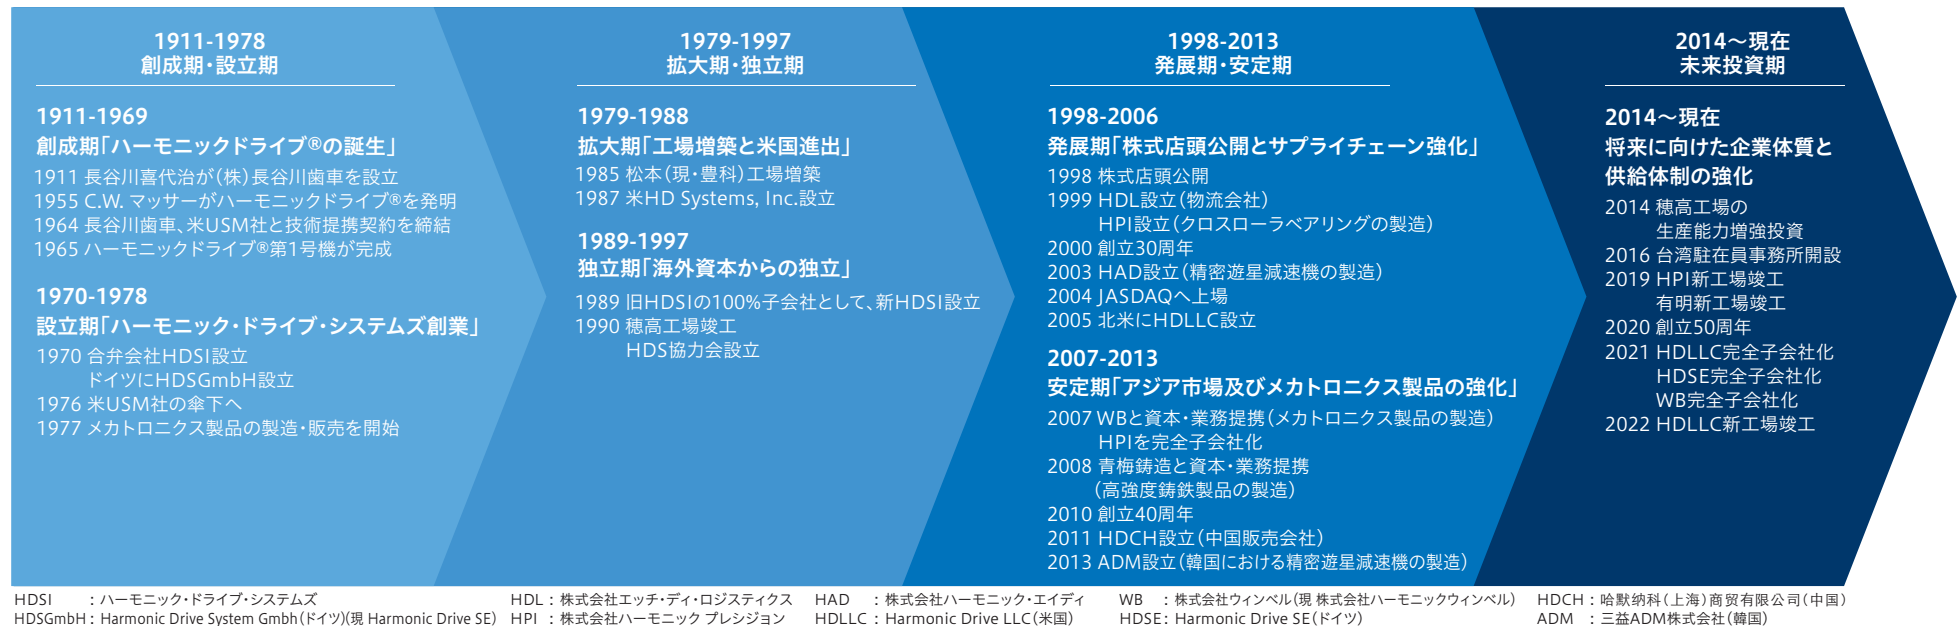 1911-1978
創成期・設立期
1911-1969
創成期「ハーモニックドライブ®の誕生」
1911 長谷川喜代治が(株)長谷川歯車を設立
1955 C.W. マッサーがハーモニックドライブ®を発明
1964 長谷川歯車、米USM社と技術提携契約を締結
1965 ハーモニックドライブ®第1号機が完成
1970-1978
設立期「ハーモニック・ドライブ・システムズ創業」
1970 合弁会社HDSI設立
ドイツにHDSGmbH設立
1976 米USM社の傘下へ
1977 メカトロニクス製品の製造・販売を開始
1979-1997
拡大期・独立期
1979-1988
拡大期「工場増築と米国進出」
1985 松本(現・豊科)工場増築
1987 米HD Systems, Inc.設立
1989-1997
独立期「海外資本からの独立」
1989 旧HDSIの100%子会社として、新HDSI設立
1990 穂高工場竣工
HDS協力会設立
1998-2013
発展期・安定期
1998-2006
発展期「株式店頭公開とサプライチェーン強化」
1998 株式店頭公開
1999 HDL設立(物流会社)
HPI設立(クロスローラベアリングの製造)
2000 創立30周年
2003 HAD設立(精密遊星減速機の製造)
2004 JASDAQへ上場
2005 北米にHDLLC設立
2007-2013
安定期「アジア市場及びメカトロニクス製品の強化」
2007 WBと資本・業務提携(メカトロニクス製品の製造)
HPIを完全子会社化
2008 青梅鋳造と資本・業務提携
(高強度鋳鉄製品の製造)
2010 創立40周年
2011 HDCH設立(中国販売会社)
2013 ADM設立(韓国における精密遊星減速機の製造)
2014〜現在
未来投資期
2014〜現在
将来に向けた企業体質と
供給体制の強化
2014 穂高工場の
生産能力増強投資
2016 台湾駐在員事務所開設
2019 HPI新工場竣工
有明新工場竣工
2020 創立50周年
2021 HDLLC完全子会社化
HDSE完全子会社化
WB完全子会社化
2022 HDLLC新工場竣工
HDSI : ハーモニック・ドライブ・システムズ
HDSGmbH : Harmonic Drive System Gmbh(ドイツ)(現 Harmonic Drive SE)
HDL : 株式会社エッチ・ディ・ロジスティクス
HPI : 株式会社ハーモニック プレシジョン
HAD : 株式会社ハーモニック・エイディ
HDLLC : Harmonic Drive LLC(米国)
WB : 株式会社ウィンベル(現 株式会社ハーモニックウィンベル)
HDSE : Harmonic Drive SE(ドイツ)
HDCH : 哈默纳科(上海)商贸有限公司(中国)
ADM : 三益ADM株式会社(韓国)